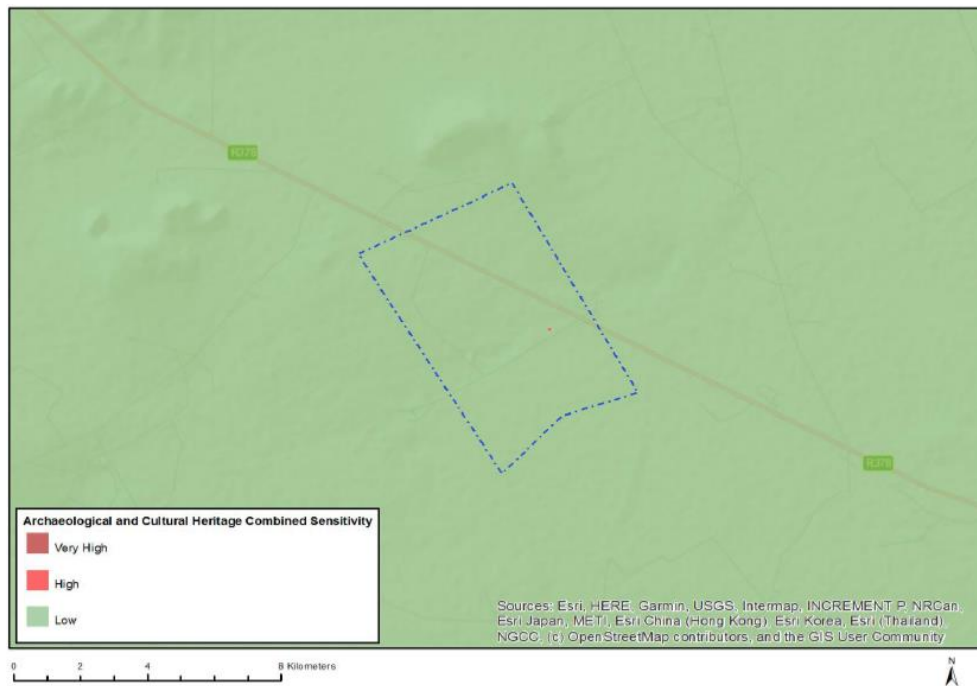 R378
R378
Archaeological and Cultural Heritage Combined Sensitivity
Very High
High
Low
Sources: Esri, HERE, Garmin, USGS, Intermap, INCREMENT P, NRCan,
Esri Japan, METI, Esri China (Hong Kong), Esri Korea, Esri (Thailand),
NGCC, (c) OpenStreetMap contributors, and the GIS User Community
0 2 4 8 Kilometers
N